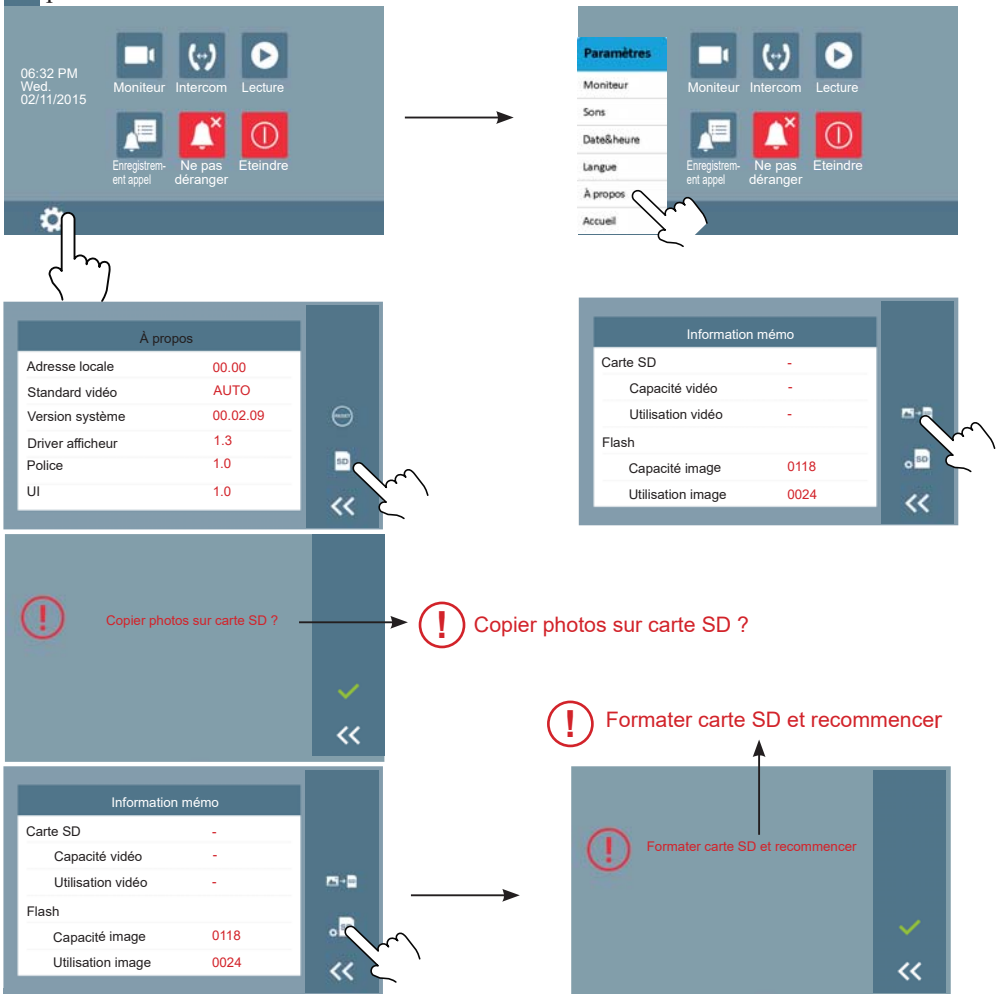 06:32 PM
Wed.
02/11/2015
Moniteur Intercom Lecture
Enregistrem-
ent appel
Ne pas
déranger
Eteindre
Paramètres
Moniteur
Sons
Date&heure
Langue
À propos
Accueil
Moniteur Intercom Lecture
Enregistrem-
ent appel
Ne pas
déranger
Eteindre
À propos
Adresse locale 00.00
Standard vidéo AUTO
Version système 00.02.09
Driver afficheur 1.3
Police 1.0
UI 1.0
RESET
SD
Information mémo
Carte SD -
Capacité vidéo -
Utilisation vidéo -
Flash
Capacité image 0118
Utilisation image 0024
SD
! Copier photos sur carte SD ?
! Copier photos sur carte SD ?
! Formater carte SD et recommencer
Information mémo
Carte SD -
Capacité vidéo -
Utilisation vidéo -
Flash
Capacité image 0118
Utilisation image 0024
! Formater carte SD et recommencer